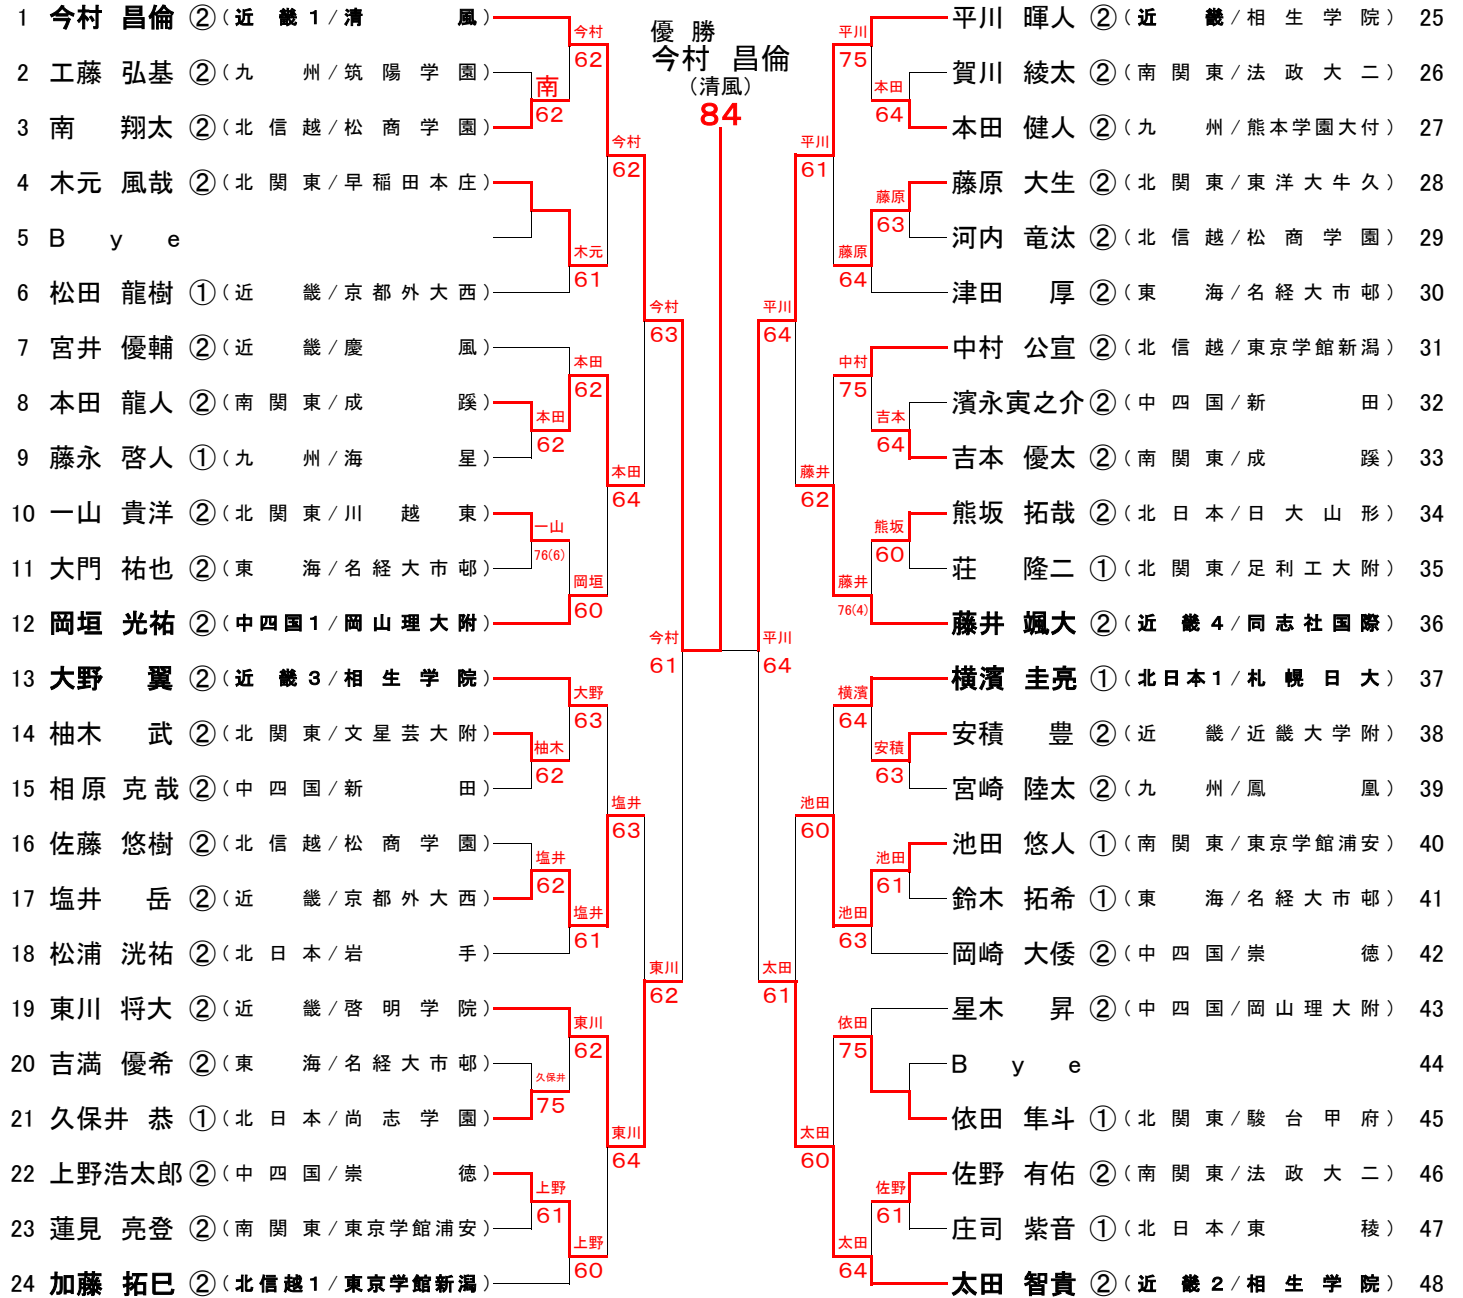 優勝
今村 昌倫
(清風)
84
1 今村 昌倫 ② (近畿1/清風)
2 工藤 弘基 ② (九州/筑陽学園)
3 南 翔太 ② (北信越/松商学園)
4 木元 風哉 ② (北関東/早稲田本庄)
5 Bye
6 松田 龍樹 ① (近畿/京都外大西)
7 宮井 優輔 ② (近畿/慶風)
8 本田 龍人 ② (南関東/成蹊)
9 藤永 啓人 ① (九州/海星)
10 一山 貴洋 ② (北関東/川越東)
11 大門 祐也 ② (東海/名経大市邨)
12 岡垣 光祐 ② (中四国1/岡山理大附)
13 大野 翼 ② (近畿3/相生学院)
14 柚木 武 ② (北関東/文星芸大附)
15 相原 克哉 ② (中四国/新田)
16 佐藤 悠樹 ② (北信越/松商学園)
17 塩井 岳 ② (近畿/京都外大西)
18 松浦 洸祐 ② (北日本/岩手)
19 東川 将大 ② (近畿/啓明学院)
20 吉満 優希 ② (東海/名経大市邨)
21 久保井 恭 ① (北日本/尚志学園)
22 上野浩太郎 ② (中四国/崇徳)
23 蓮見 亮登 ② (南関東/東京学館浦安)
24 加藤 拓巳 ② (北信越1/東京学館新潟)
南
62
本田
62
一山
76(6)
柚木
62
塩井
62
久保井
75
上野
61
今村
62
木元
61
本田
62
岡垣
60
大野
63
塩井
61
東川
62
上野
60
今村
62
本田
64
塩井
63
東川
64
今村
63
東川
62
今村
61
平川
64
平川
64
太田
61
平川
61
藤井
62
池田
60
太田
60
平川
75
藤原
64
中村
75
藤井
76(4)
横濱
64
池田
63
依田
75
太田
64
本田
64
藤原
63
吉本
64
熊坂
60
安積
63
池田
61
佐野
61
平川 暉人 ② (近畿/相生学院) 25
賀川 綾太 ② (南関東/法政大二) 26
本田 健人 ② (九州/熊本学園大付) 27
藤原 大生 ② (北関東/東洋大牛久) 28
河内 竜汰 ② (北信越/松商学園) 29
津田 厚 ② (東海/名経大市邨) 30
中村 公宣 ② (北信越/東京学館新潟) 31
濱永寅之介 ② (中四国/新田) 32
吉本 優太 ② (南関東/成蹊) 33
熊坂 拓哉 ② (北日本/日大山形) 34
荘 隆二 ① (北関東/足利工大附) 35
藤井 颯大 ② (近畿4/同志社国際) 36
横濱 圭亮 ① (北日本1/札幌日大) 37
安積 豊 ② (近畿/近畿大学附) 38
宮崎 陸太 ② (九州/鳳凰) 39
池田 悠人 ① (南関東/東京学館浦安) 40
鈴木 拓希 ① (東海/名経大市邨) 41
岡崎 大倭 ② (中四国/崇徳) 42
星木 昇 ② (中四国/岡山理大附) 43
Bye 44
依田 隼斗 ① (北関東/駿台甲府) 45
佐野 有佑 ② (南関東/法政大二) 46
庄司 紫音 ① (北日本/東稜) 47
太田 智貴 ② (近畿2/相生学院) 48